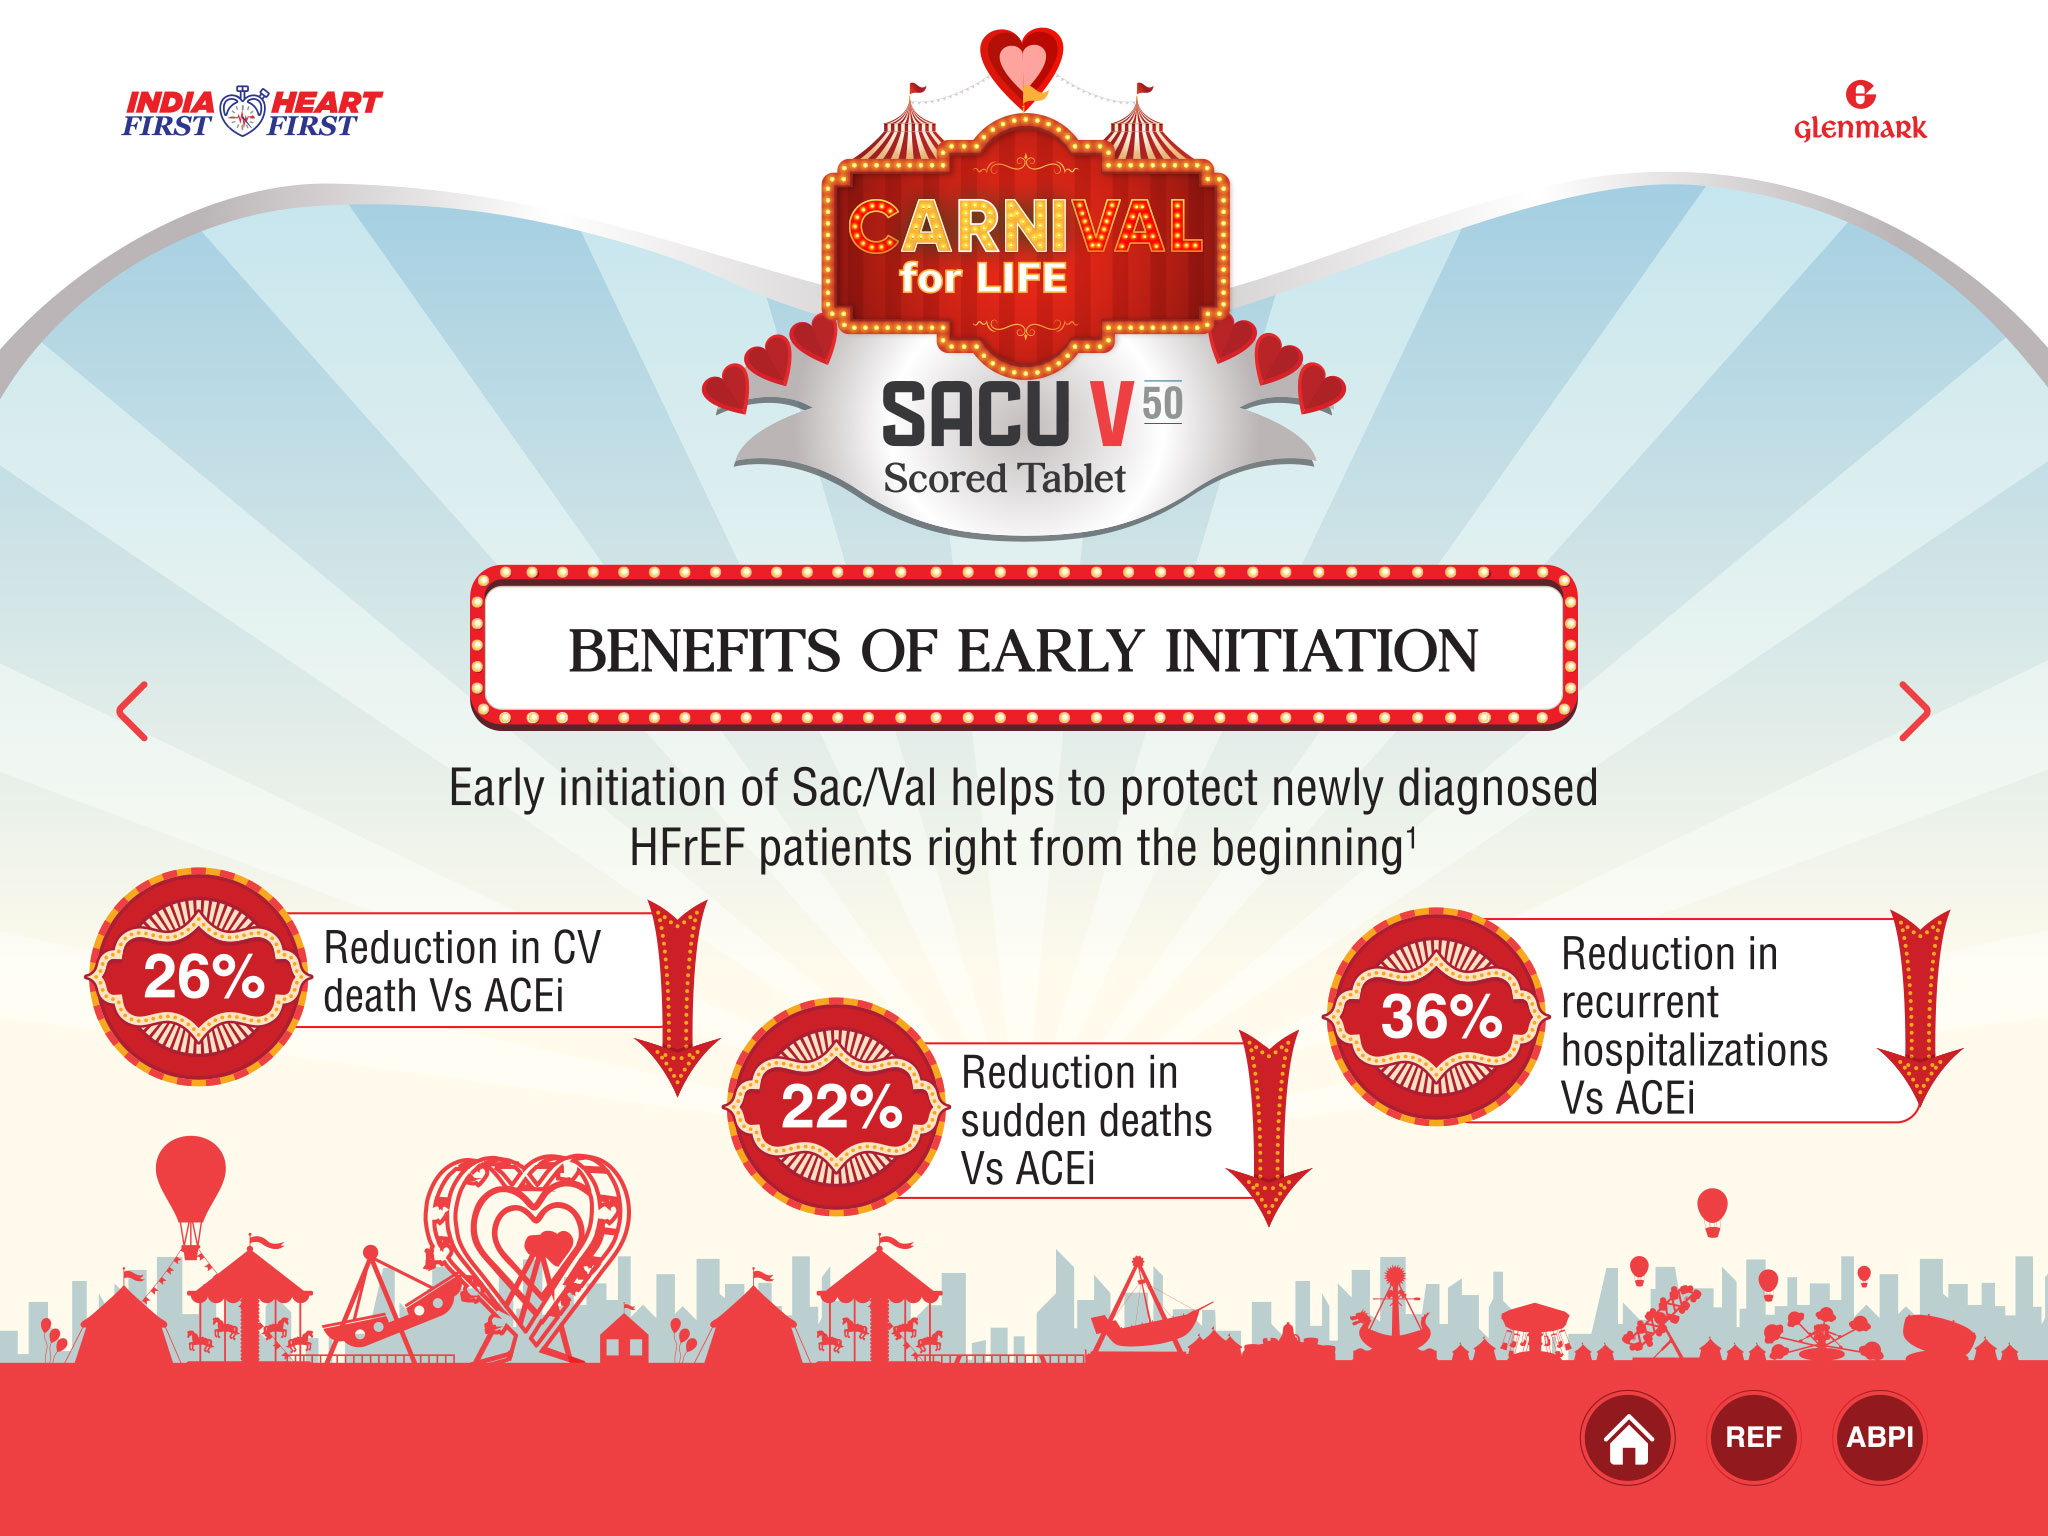 INDIA HEART
FIRST FIRST
glenmark
CARNIVAL
for LIFE
SACU V 50
Scored Tablet
BENEFITS OF EARLY INITIATION
Early initiation of Sac/Val helps to protect newly diagnosed
HFrEF patients right from the beginning¹
26%
Reduction in CV
death Vs ACEi
22%
Reduction in
sudden deaths
Vs ACEi
36%
Reduction in
recurrent
hospitalizations
Vs ACEi
REF
ABPI